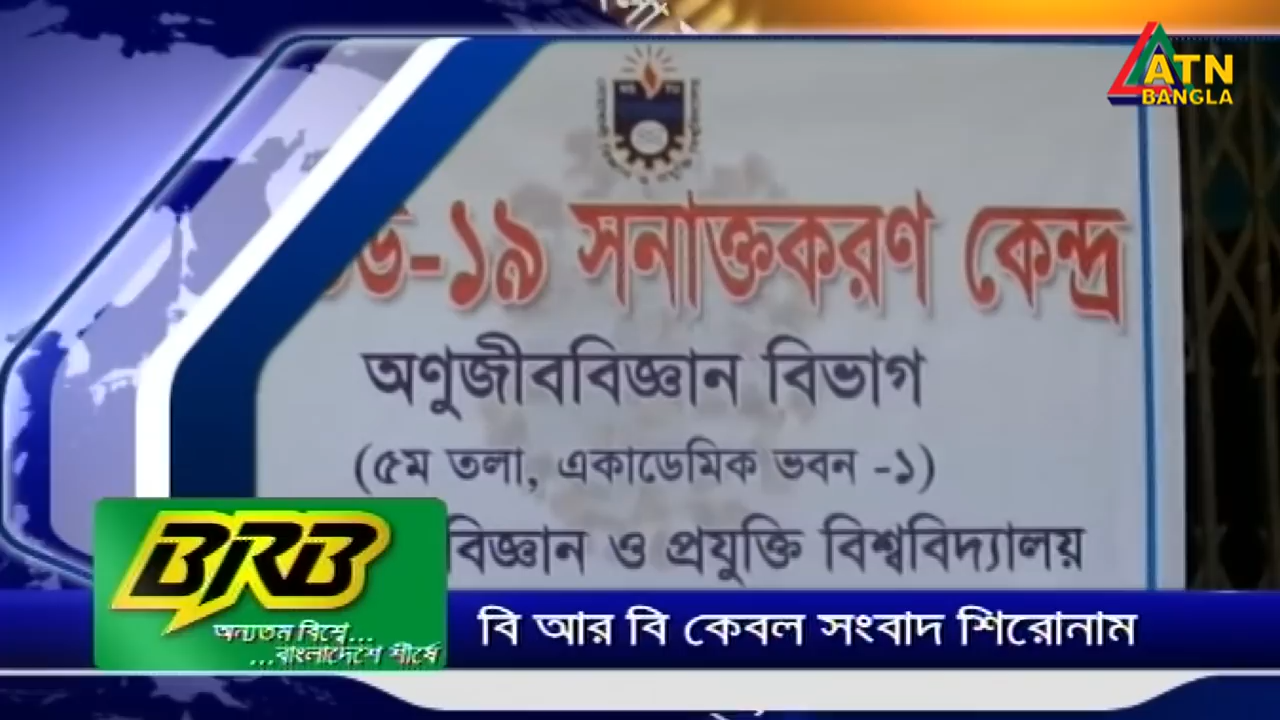 ATN
BANGLA
-১৯ সনাক্তকরণ কেন্দ্র
অণুজীববিজ্ঞান বিভাগ
(৫ম তলা, একাডেমিক ভবন -১)
বিজ্ঞান ও প্রযুক্তি বিশ্ববিদ্যালয়
BRB
অন্যতম বিশ্বে...
...বাংলাদেশে শীর্ষে
বি আর বি কেবল সংবাদ শিরোনাম